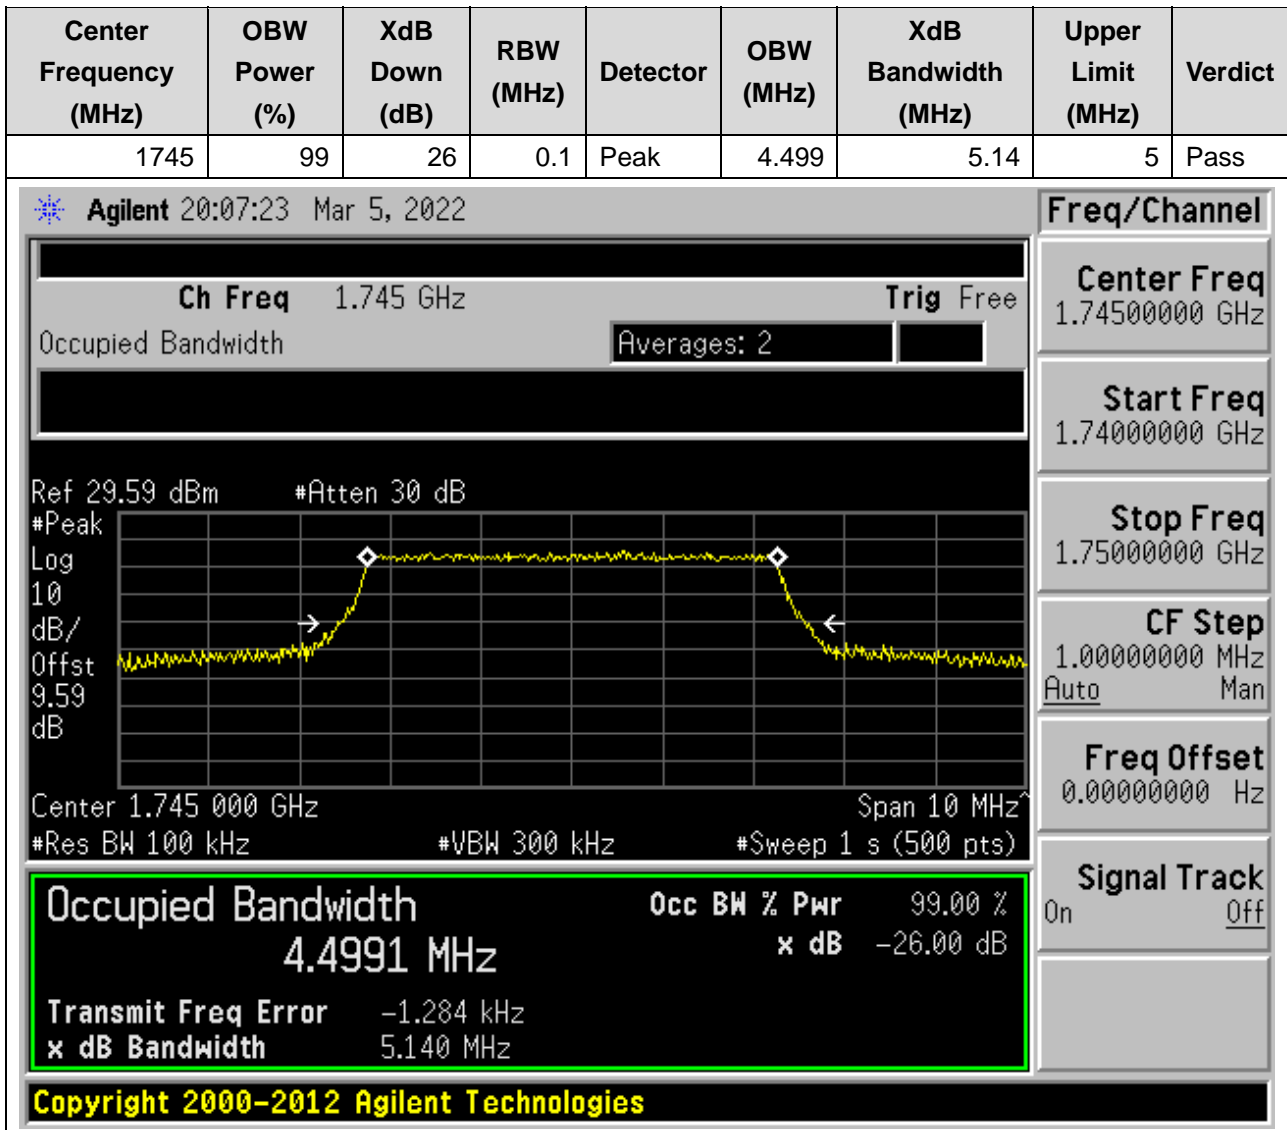 Center Frequency (MHz) OBW Power (%) XdB Down (dB) RBW (MHz) Detector OBW (MHz) XdB Bandwidth (MHz) Upper Limit (MHz) Verdict
1745 99 26 0.1 Peak 4.499 5.14 5 Pass
Agilent 20:07:23 Mar 5, 2022
Freq/Channel
Ch Freq 1.745 GHz Trig Free
Occupied Bandwidth Averages: 2
Center Freq
1.74500000 GHz
Start Freq
1.74000000 GHz
Stop Freq
1.75000000 GHz
CF Step
1.00000000 MHz
Auto Man
Freq Offset
0.00000000 Hz
Signal Track
On Off
Ref 29.59 dBm #Atten 30 dB
#Peak
Log
10
dB/
Offst
9.59
dB
Center 1.745 000 GHz Span 10 MHz^
#Res BW 100 kHz #VBW 300 kHz #Sweep 1 s (500 pts)
Occupied Bandwidth
4.4991 MHz
Occ BW % Pwr 99.00 %
x dB -26.00 dB
Transmit Freq Error -1.284 kHz
x dB Bandwidth 5.140 MHz
Copyright 2000-2012 Agilent Technologies